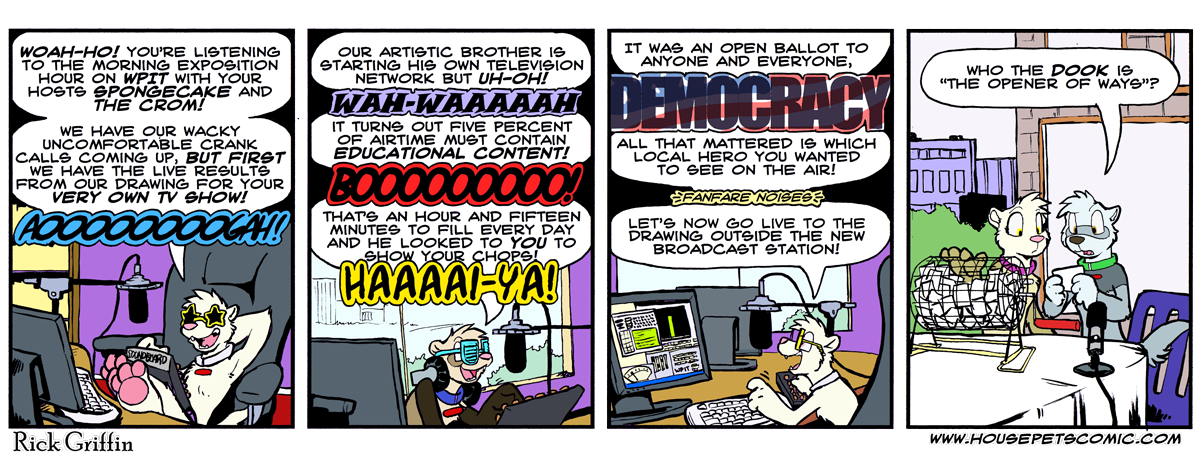 WOAH-HO! YOU'RE LISTENING
TO THE MORNING EXPOSITION
HOUR ON WPIT WITH YOUR
HOSTS SPONGECAKE AND
THE CROM!
WE HAVE OUR WACKY
UNCOMFORTABLE CRANK
CALLS COMING UP, BUT FIRST
WE HAVE THE LIVE RESULTS
FROM OUR DRAWING FOR YOUR
VERY OWN TV SHOW!
AOOOOOOOOGAH!!
SOUNDBOARD
OUR ARTISTIC BROTHER IS
STARTING HIS OWN TELEVISION
NETWORK BUT UH-OH!
WAH-WAAAAAH
IT TURNS OUT FIVE PERCENT
OF AIRTIME MUST CONTAIN
EDUCATIONAL CONTENT!
BOOOOOOOOOO!
THAT'S AN HOUR AND FIFTEEN
MINUTES TO FILL EVERY DAY
AND HE LOOKED TO YOU TO
SHOW YOUR CHOPS!
HAAAAI-YA!
IT WAS AN OPEN BALLOT TO
ANYONE AND EVERYONE,
DEMOCRACY
ALL THAT MATTERED IS WHICH
LOCAL HERO YOU WANTED
TO SEE ON THE AIR!
FANFARE NOISES
LET'S NOW GO LIVE TO THE
DRAWING OUTSIDE THE NEW
BROADCAST STATION!
WPIT
WHO THE DOOK IS
"THE OPENER OF WAYS"?
Rick Griffin
WWW.HOUSEPETSCOMIC.COM